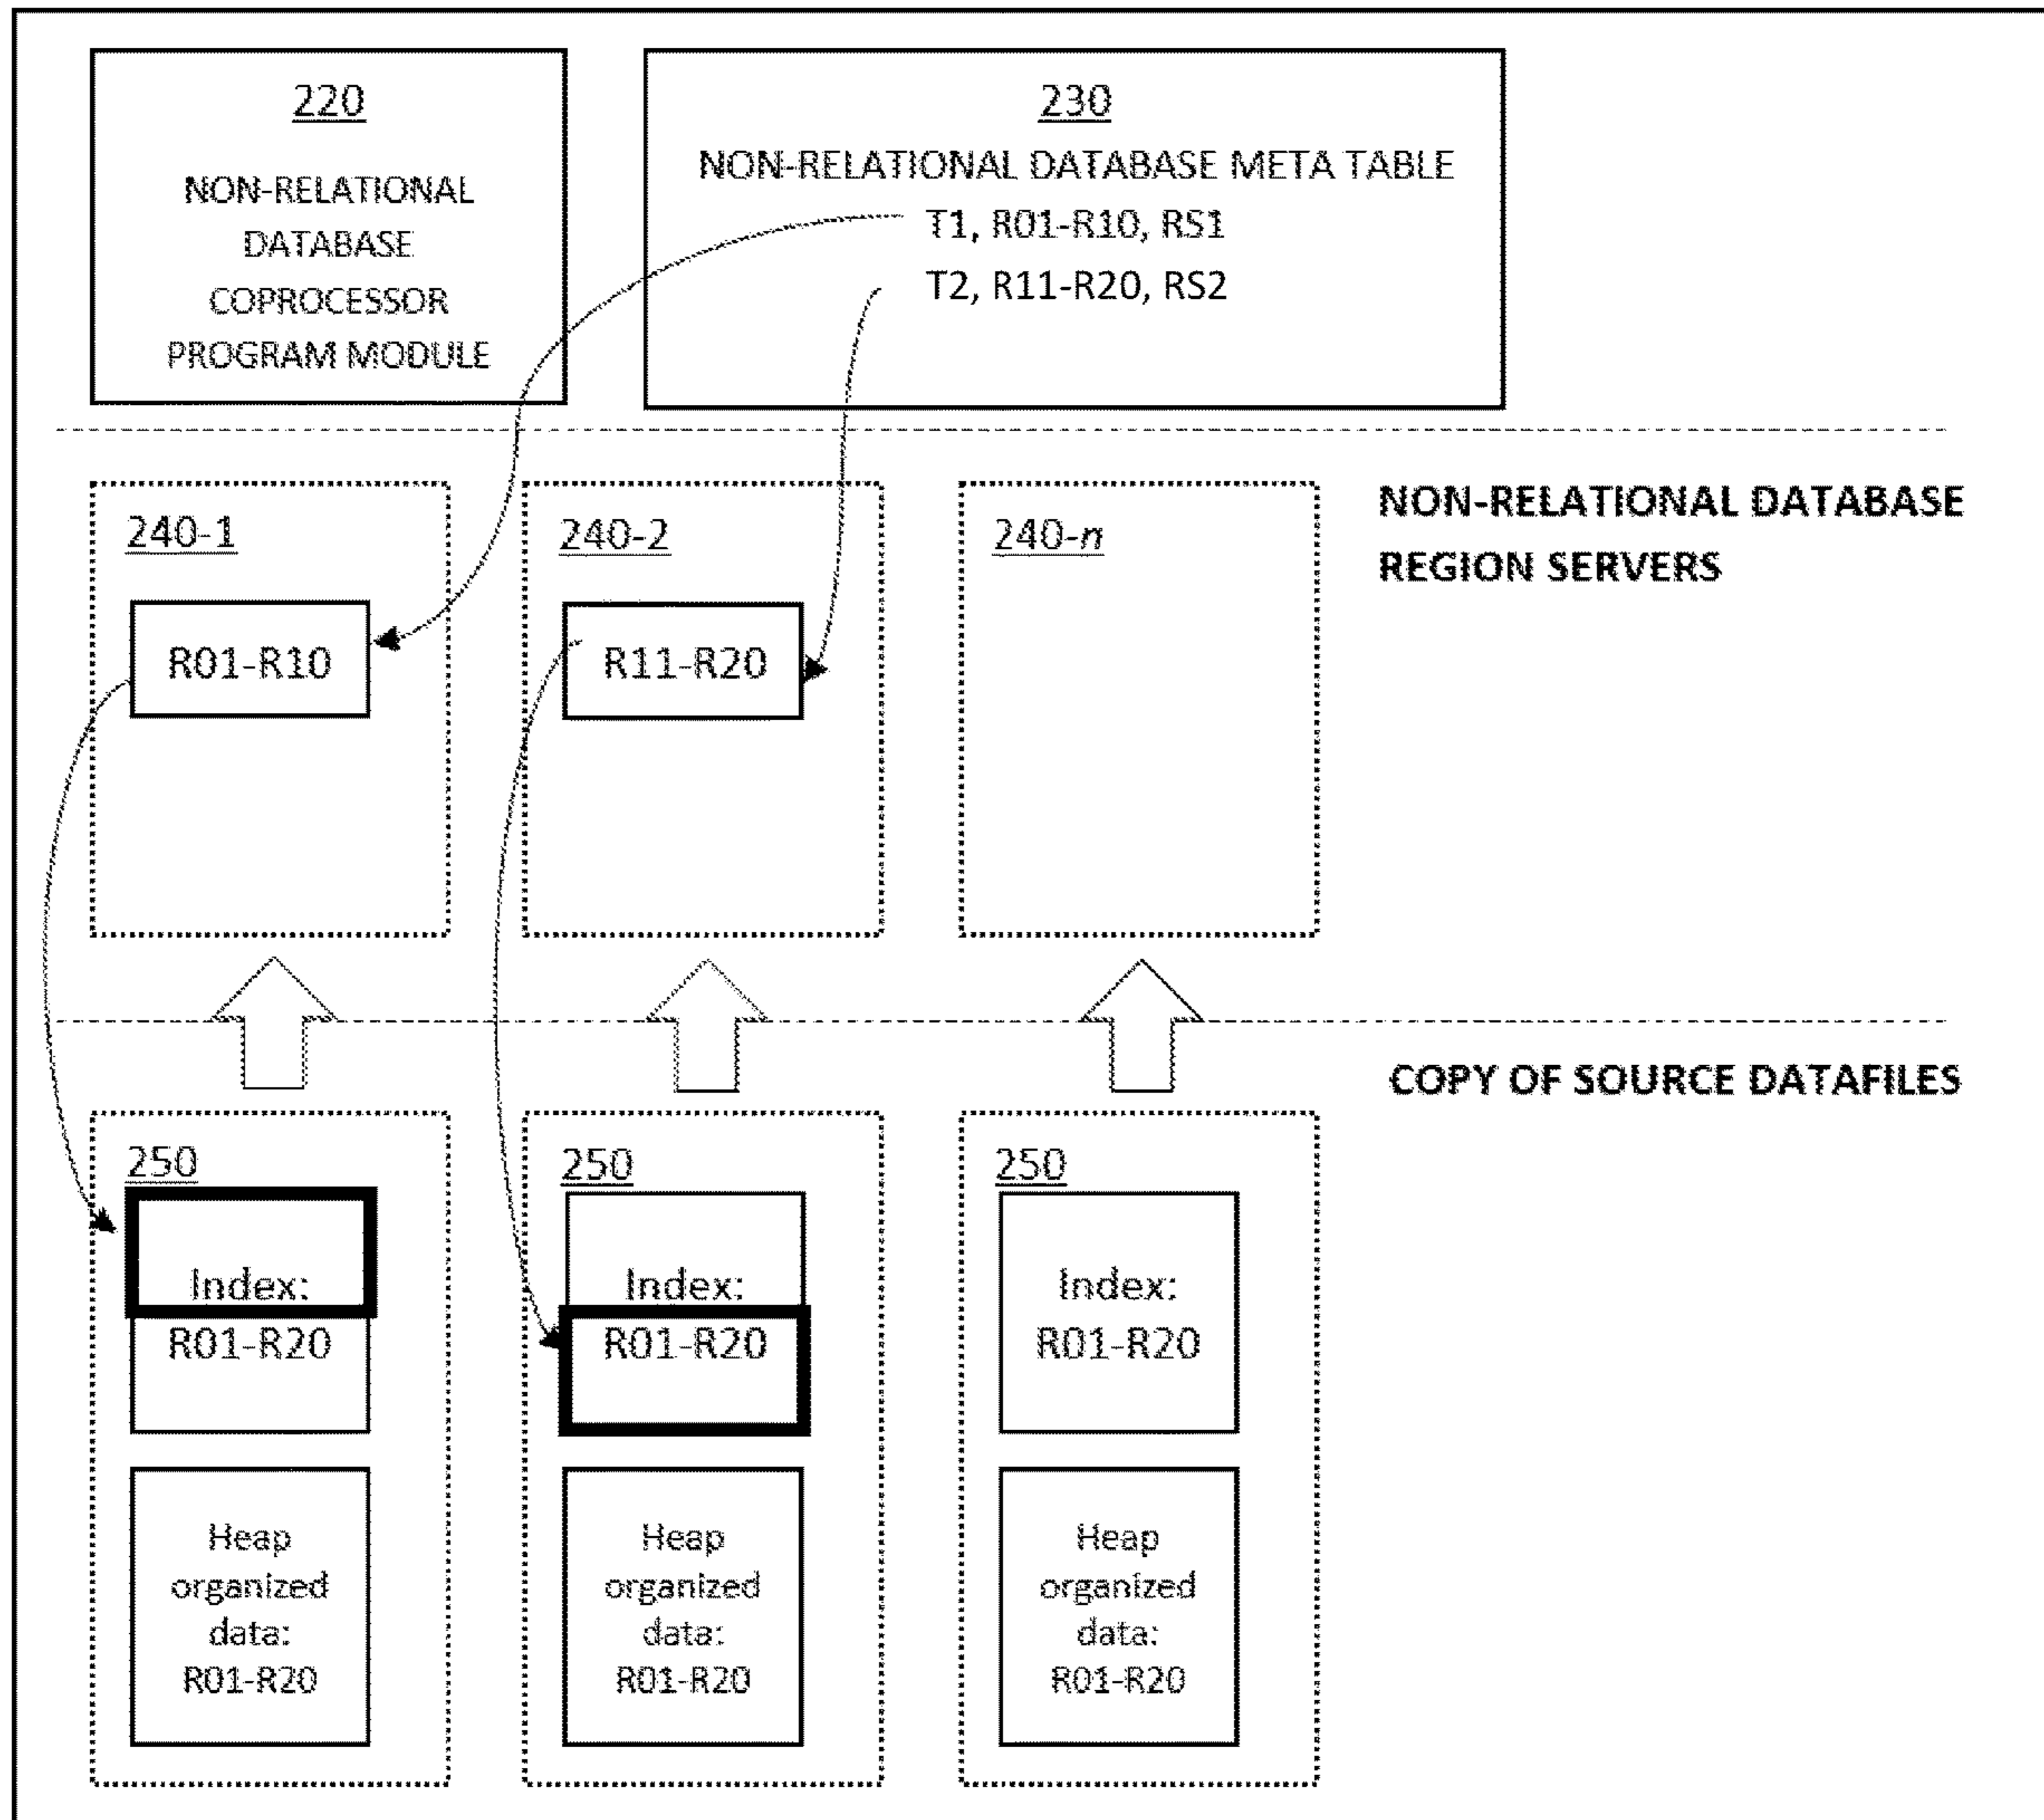 220
NON-RELATIONAL
DATABASE
COPROCESSOR
PROGRAM MODULE
230
NON-RELATIONAL DATABASE META TABLE
T1, R01-R10, RS1
T2, R11-R20, RS2
240-1
R01-R10
240-2
R11-R20
240-n
NON-RELATIONAL DATABASE
REGION SERVERS
COPY OF SOURCE DATAFILES
250
Index:
R01-R20
Heap
organized
data:
R01-R20
250
Index:
R01-R20
Heap
organized
data:
R01-R20
250
Index:
R01-R20
Heap
organized
data:
R01-R20